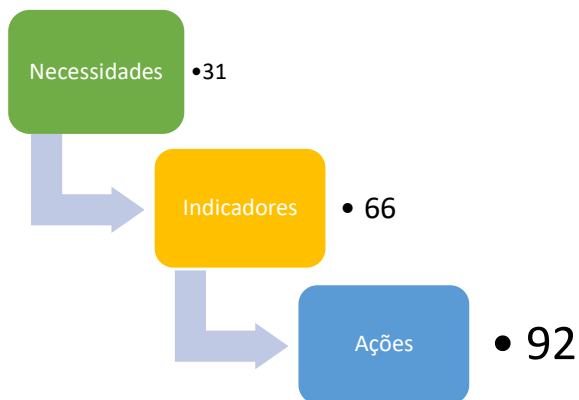 Necessidades •31
Indicadores • 66
Ações • 92